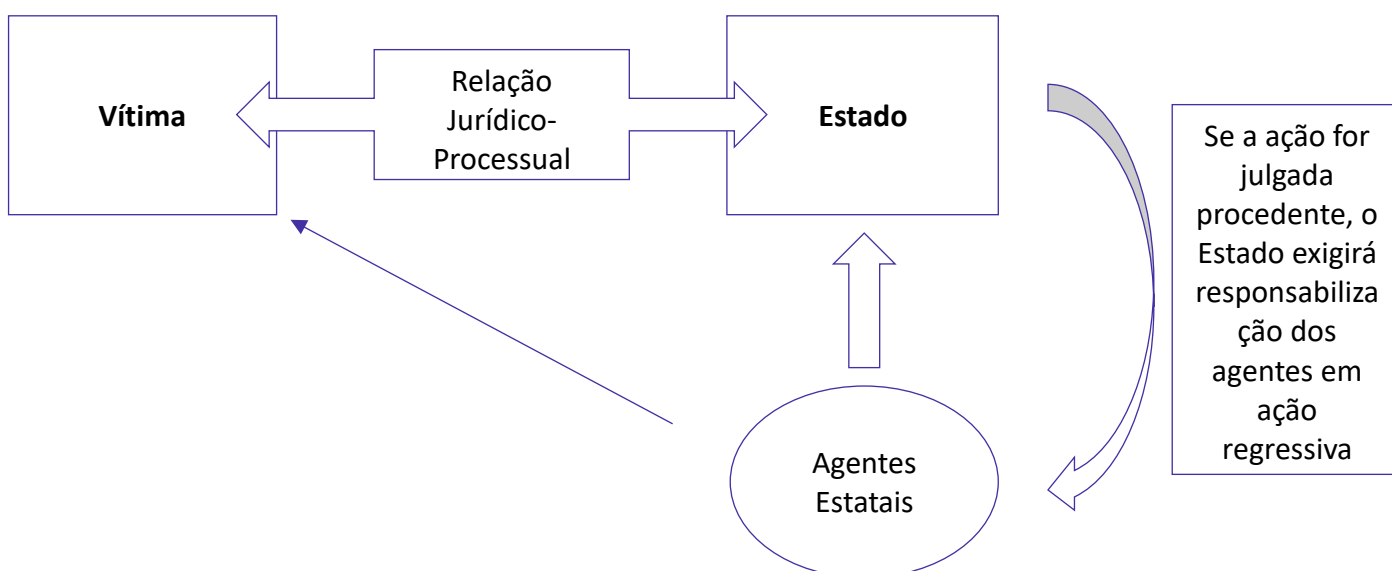 Vítima
Relação
Jurídico-
Processual
Estado
Se a ação for
julgada
procedente, o
Estado exigirá
responsabiliza
ção dos
agentes em
ação
regressiva
Agentes
Estatais